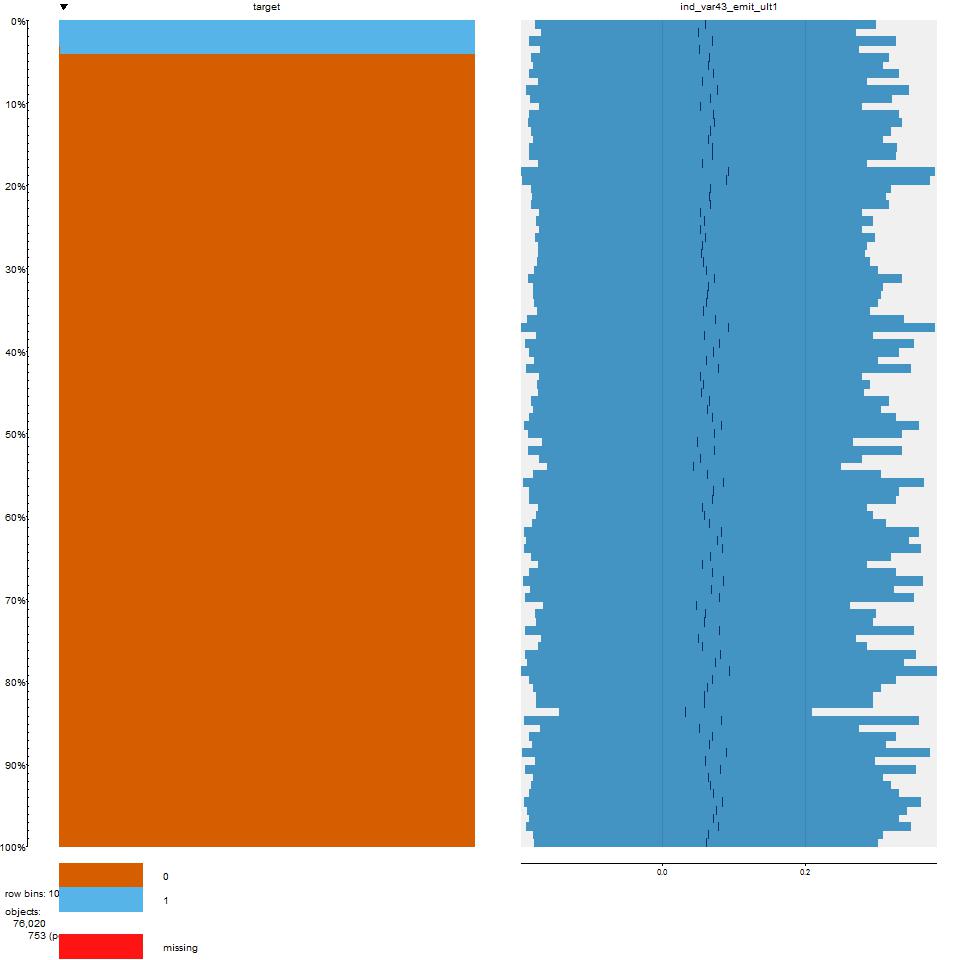 target
ind_var43_emit_ult1
0%
10%
20%
30%
40%
50%
60%
70%
80%
90%
100%
0.0
0.2
0
row bins: 10
1
objects:
76,020
753 (p
missing